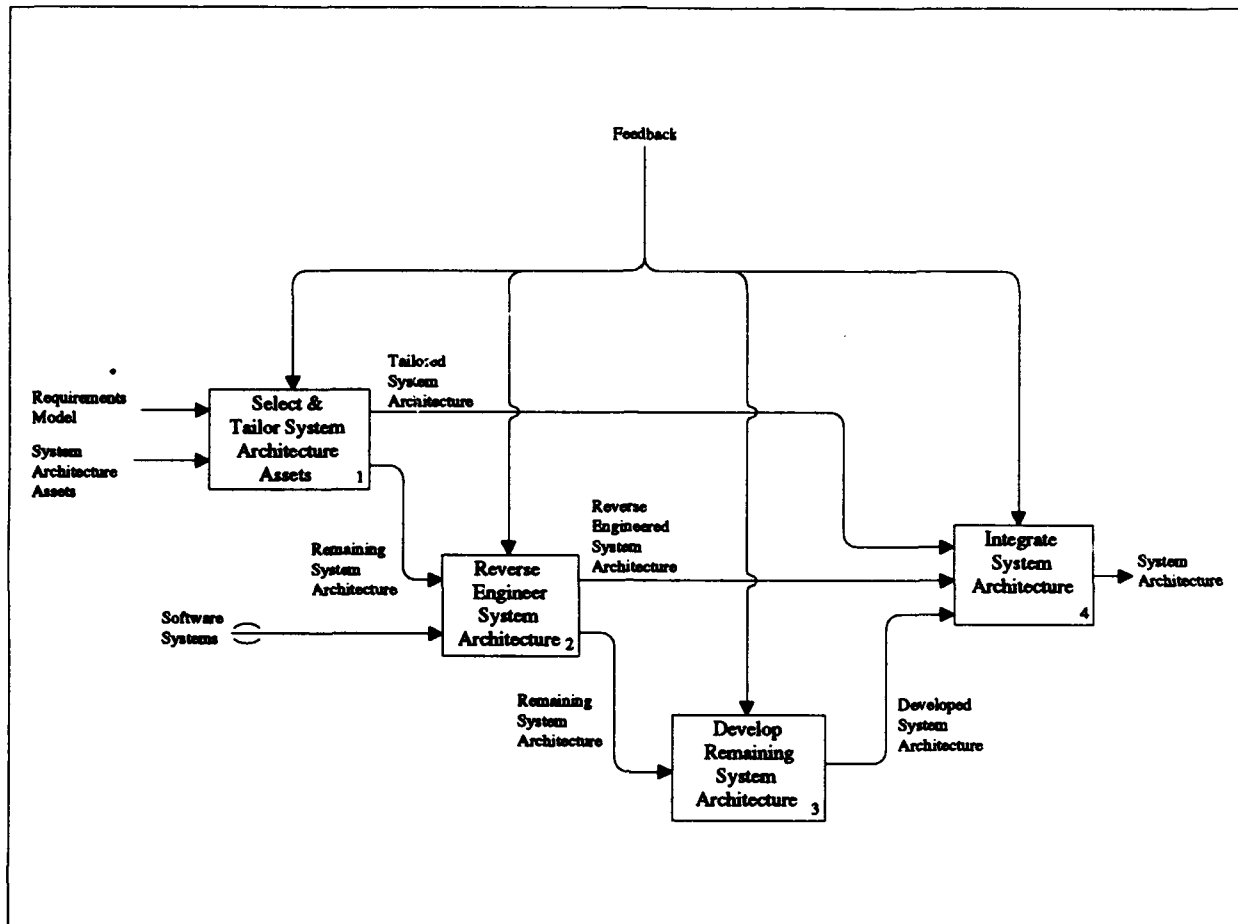 Feedback
Tailored
System
Architecture
Requirements
Model
System
Architecture
Assets
Select &
Tailor System
Architecture
Assets
1
Remaining
System
Architecture
Software
Systems
Reverse
Engineer
System
Architecture
2
Reverse
Engineered
System
Architecture
Remaining
System
Architecture
Develop
Remaining
System
Architecture
3
Developed
System
Architecture
Integrate
System
Architecture
4
System
Architecture